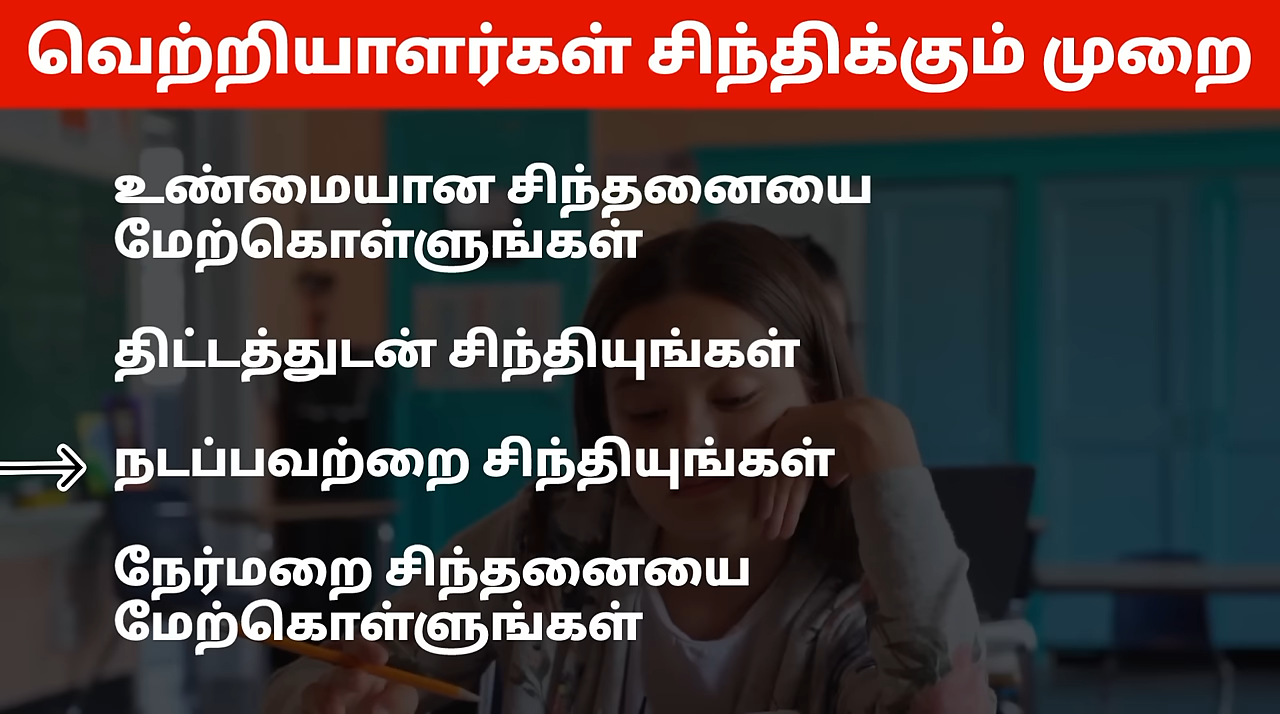 வெற்றியாளர்கள் சிந்திக்கும் முறை
உண்மையான சிந்தனையை
மேற்கொள்ளுங்கள்
திட்டத்துடன் சிந்தியுங்கள்
நடப்பவற்றை சிந்தியுங்கள்
நேர்மறை சிந்தனையை
மேற்கொள்ளுங்கள்